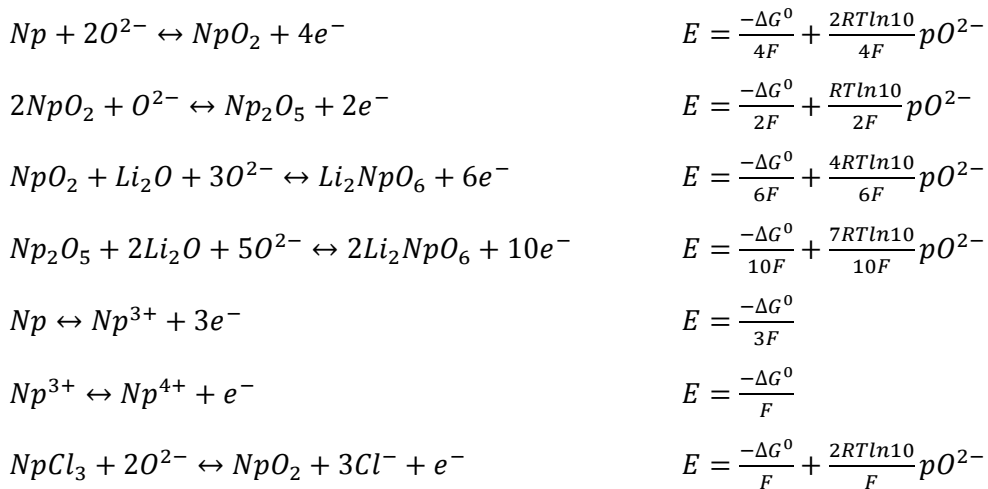 Np + 2O²⁻ ↔ NpO₂ + 4e⁻ E = −ΔG⁰/4F + 2RTln10/4F pO²⁻
2NpO₂ + O²⁻ ↔ Np₂O₅ + 2e⁻ E = −ΔG⁰/2F + RTln10/2F pO²⁻
NpO₂ + Li₂O + 3O²⁻ ↔ Li₂NpO₆ + 6e⁻ E = −ΔG⁰/6F + 4RTln10/6F pO²⁻
Np₂O₅ + 2Li₂O + 5O²⁻ ↔ 2Li₂NpO₆ + 10e⁻ E = −ΔG⁰/10F + 7RTln10/10F pO²⁻
Np ↔ Np³⁺ + 3e⁻ E = −ΔG⁰/3F
Np³⁺ ↔ Np⁴⁺ + e⁻ E = −ΔG⁰/F
NpCl₃ + 2O²⁻ ↔ NpO₂ + 3Cl⁻ + e⁻ E = −ΔG⁰/F + 2RTln10/F pO²⁻